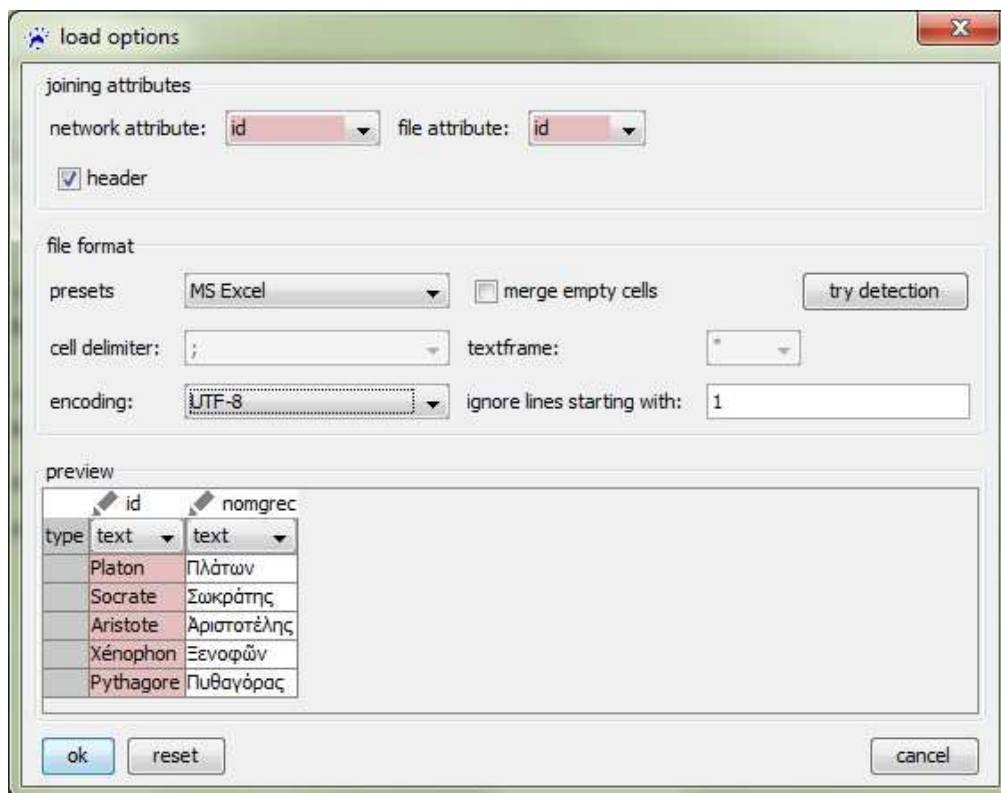 load options
joining attributes
network attribute: id file attribute: id
header
file format
presets MS Excel merge empty cells try detection
cell delimiter: ; textframe: "
encoding: UTF-8 ignore lines starting with: 1
preview
id nomgrec
type text text
Platon Πλάτων
Socrate Σωκράτης
Aristote Ἀριστοτέλης
Xénophon Ξενοφῶν
Pythagore Πυθαγόρας
ok reset cancel